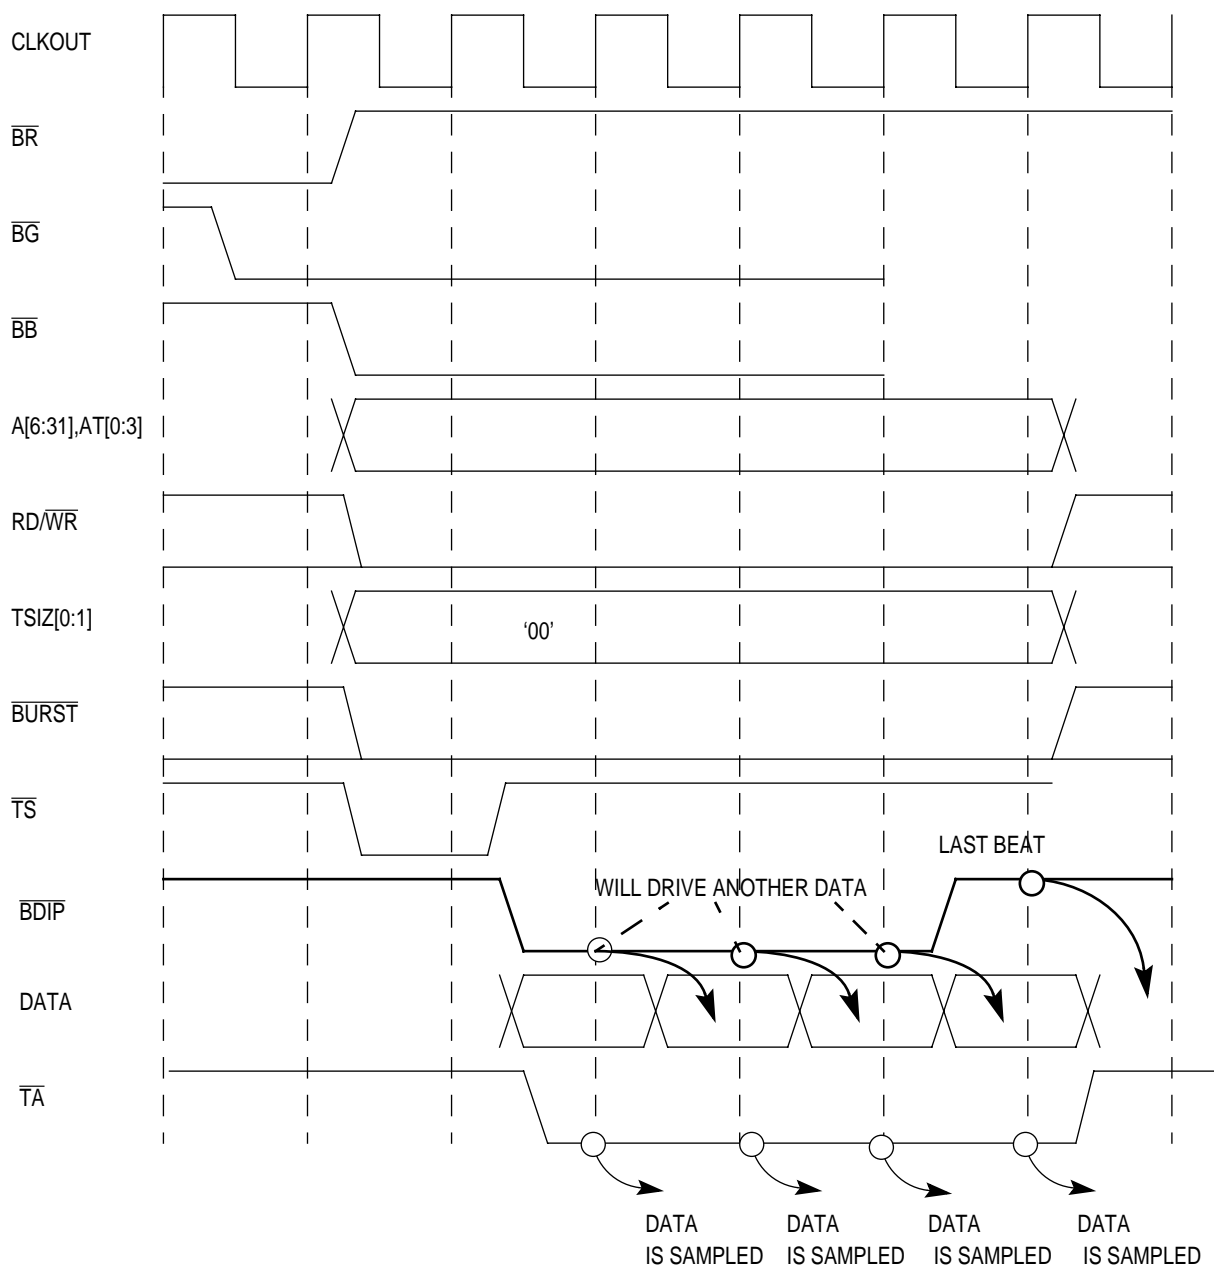 CLKOUT
BR
BG
BB
A[6:31],AT[0:3]
RD/WR
TSIZ[0:1]
‘00’
BURST
TS
LAST BEAT
WILL DRIVE ANOTHER DATA
BDIP
DATA
TA
DATA
IS SAMPLED
DATA
IS SAMPLED
DATA
IS SAMPLED
DATA
IS SAMPLED